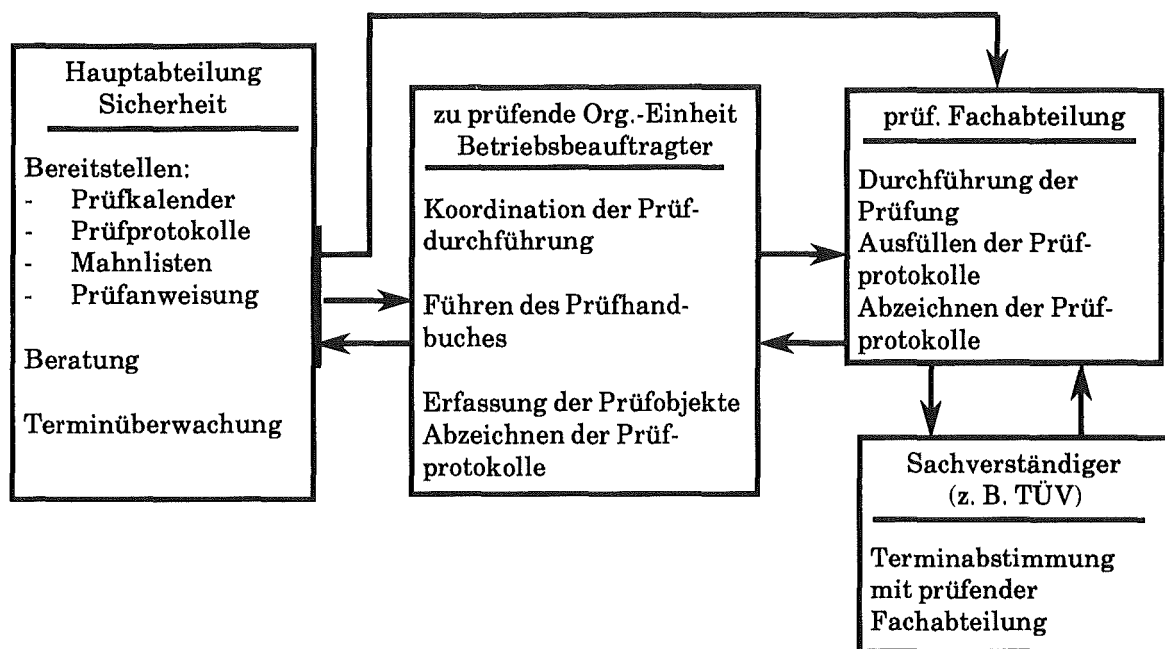 Hauptabteilung
Sicherheit
Bereitstellen:
- Prüfkalender
- Prüfprotokolle
- Mahnlisten
- Prüfanweisung
Beratung
Terminüberwachung
zu prüfende Org.-Einheit
Betriebsbeauftragter
Koordination der Prüf-
durchführung
Führen des Prüfhand-
buches
Erfassung der Prüfobjekte
Abzeichnen der Prüf-
protokolle
prüf. Fachabteilung
Durchführung der
Prüfung
Ausfüllen der Prüf-
protokolle
Abzeichnen der Prüf-
protokolle
Sachverständiger
(z. B. TÜV)
Terminabstimmung
mit prüfender
Fachabteilung